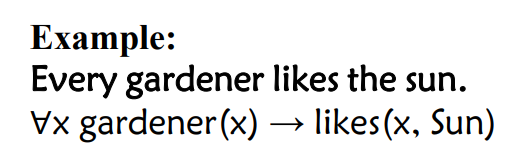 Example:
Every gardener likes the sun.
∀x gardener(x) → likes(x, Sun)